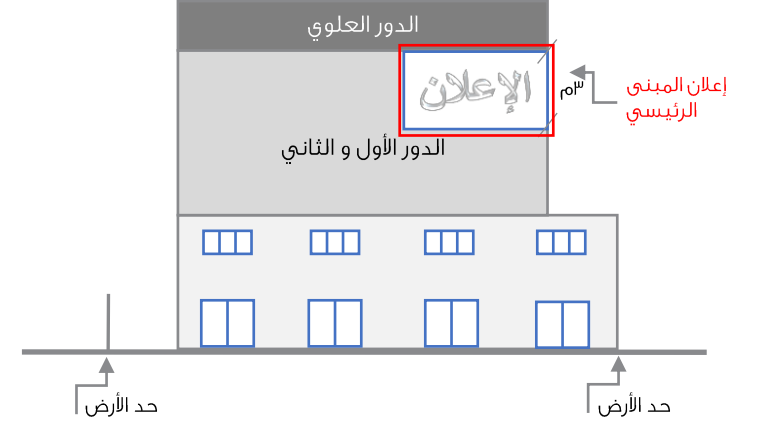 الدور العلوي
الإعلان
٣م
إعلان المبنى
الرئيسي
الدور الأول و الثاني
حد الأرض
حد الأرض